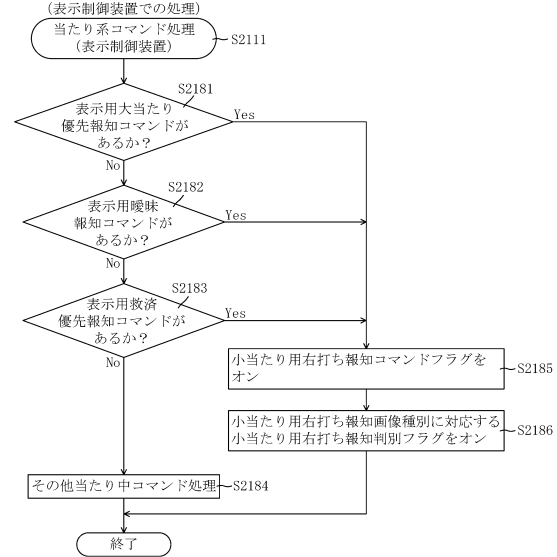 (表示制御装置での処理)
当たり系コマンド処理
(表示制御装置)
S2111
S2181
表示用大当たり
優先報知コマンドが
あるか?
Yes
No
S2182
表示用曖昧
報知コマンドが
あるか?
Yes
No
S2183
表示用救済
優先報知コマンドが
あるか?
Yes
No
小当たり用右打ち報知コマンドフラグを
オン
S2185
小当たり用右打ち報知画像種別に対応する
小当たり用右打ち報知判別フラグをオン
S2186
その他当たり中コマンド処理
S2184
終了